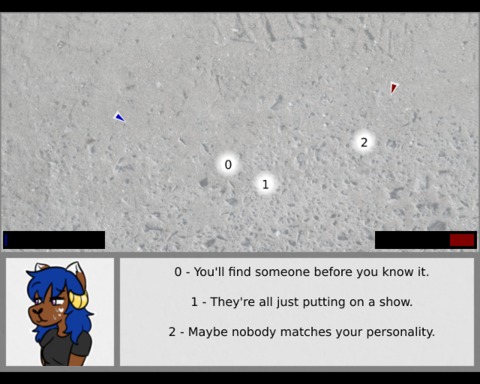 2
0
1
0 - You'll find someone before you know it.
1 - They're all just putting on a show.
2 - Maybe nobody matches your personality.